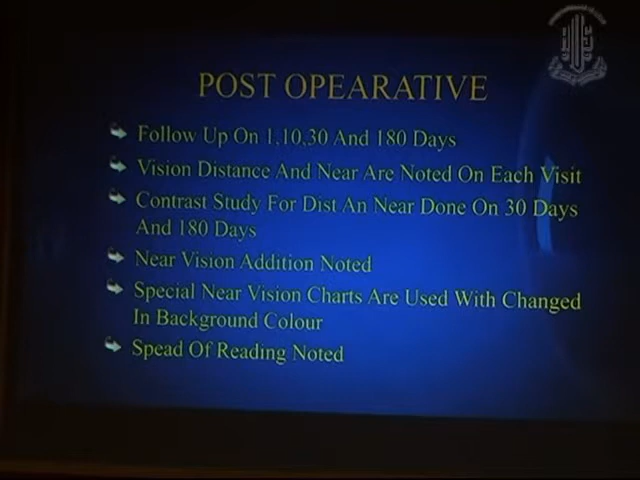 POST OPEARATIVE
Follow Up On 1,10,30 And 180 Days
Vision Distance And Near Are Noted On Each Visit
Contrast Study For Dist An Near Done On 30 Days
And 180 Days
Near Vision Addition Noted
Special Near Vision Charts Are Used With Changed
In Background Colour
Spead Of Reading Noted